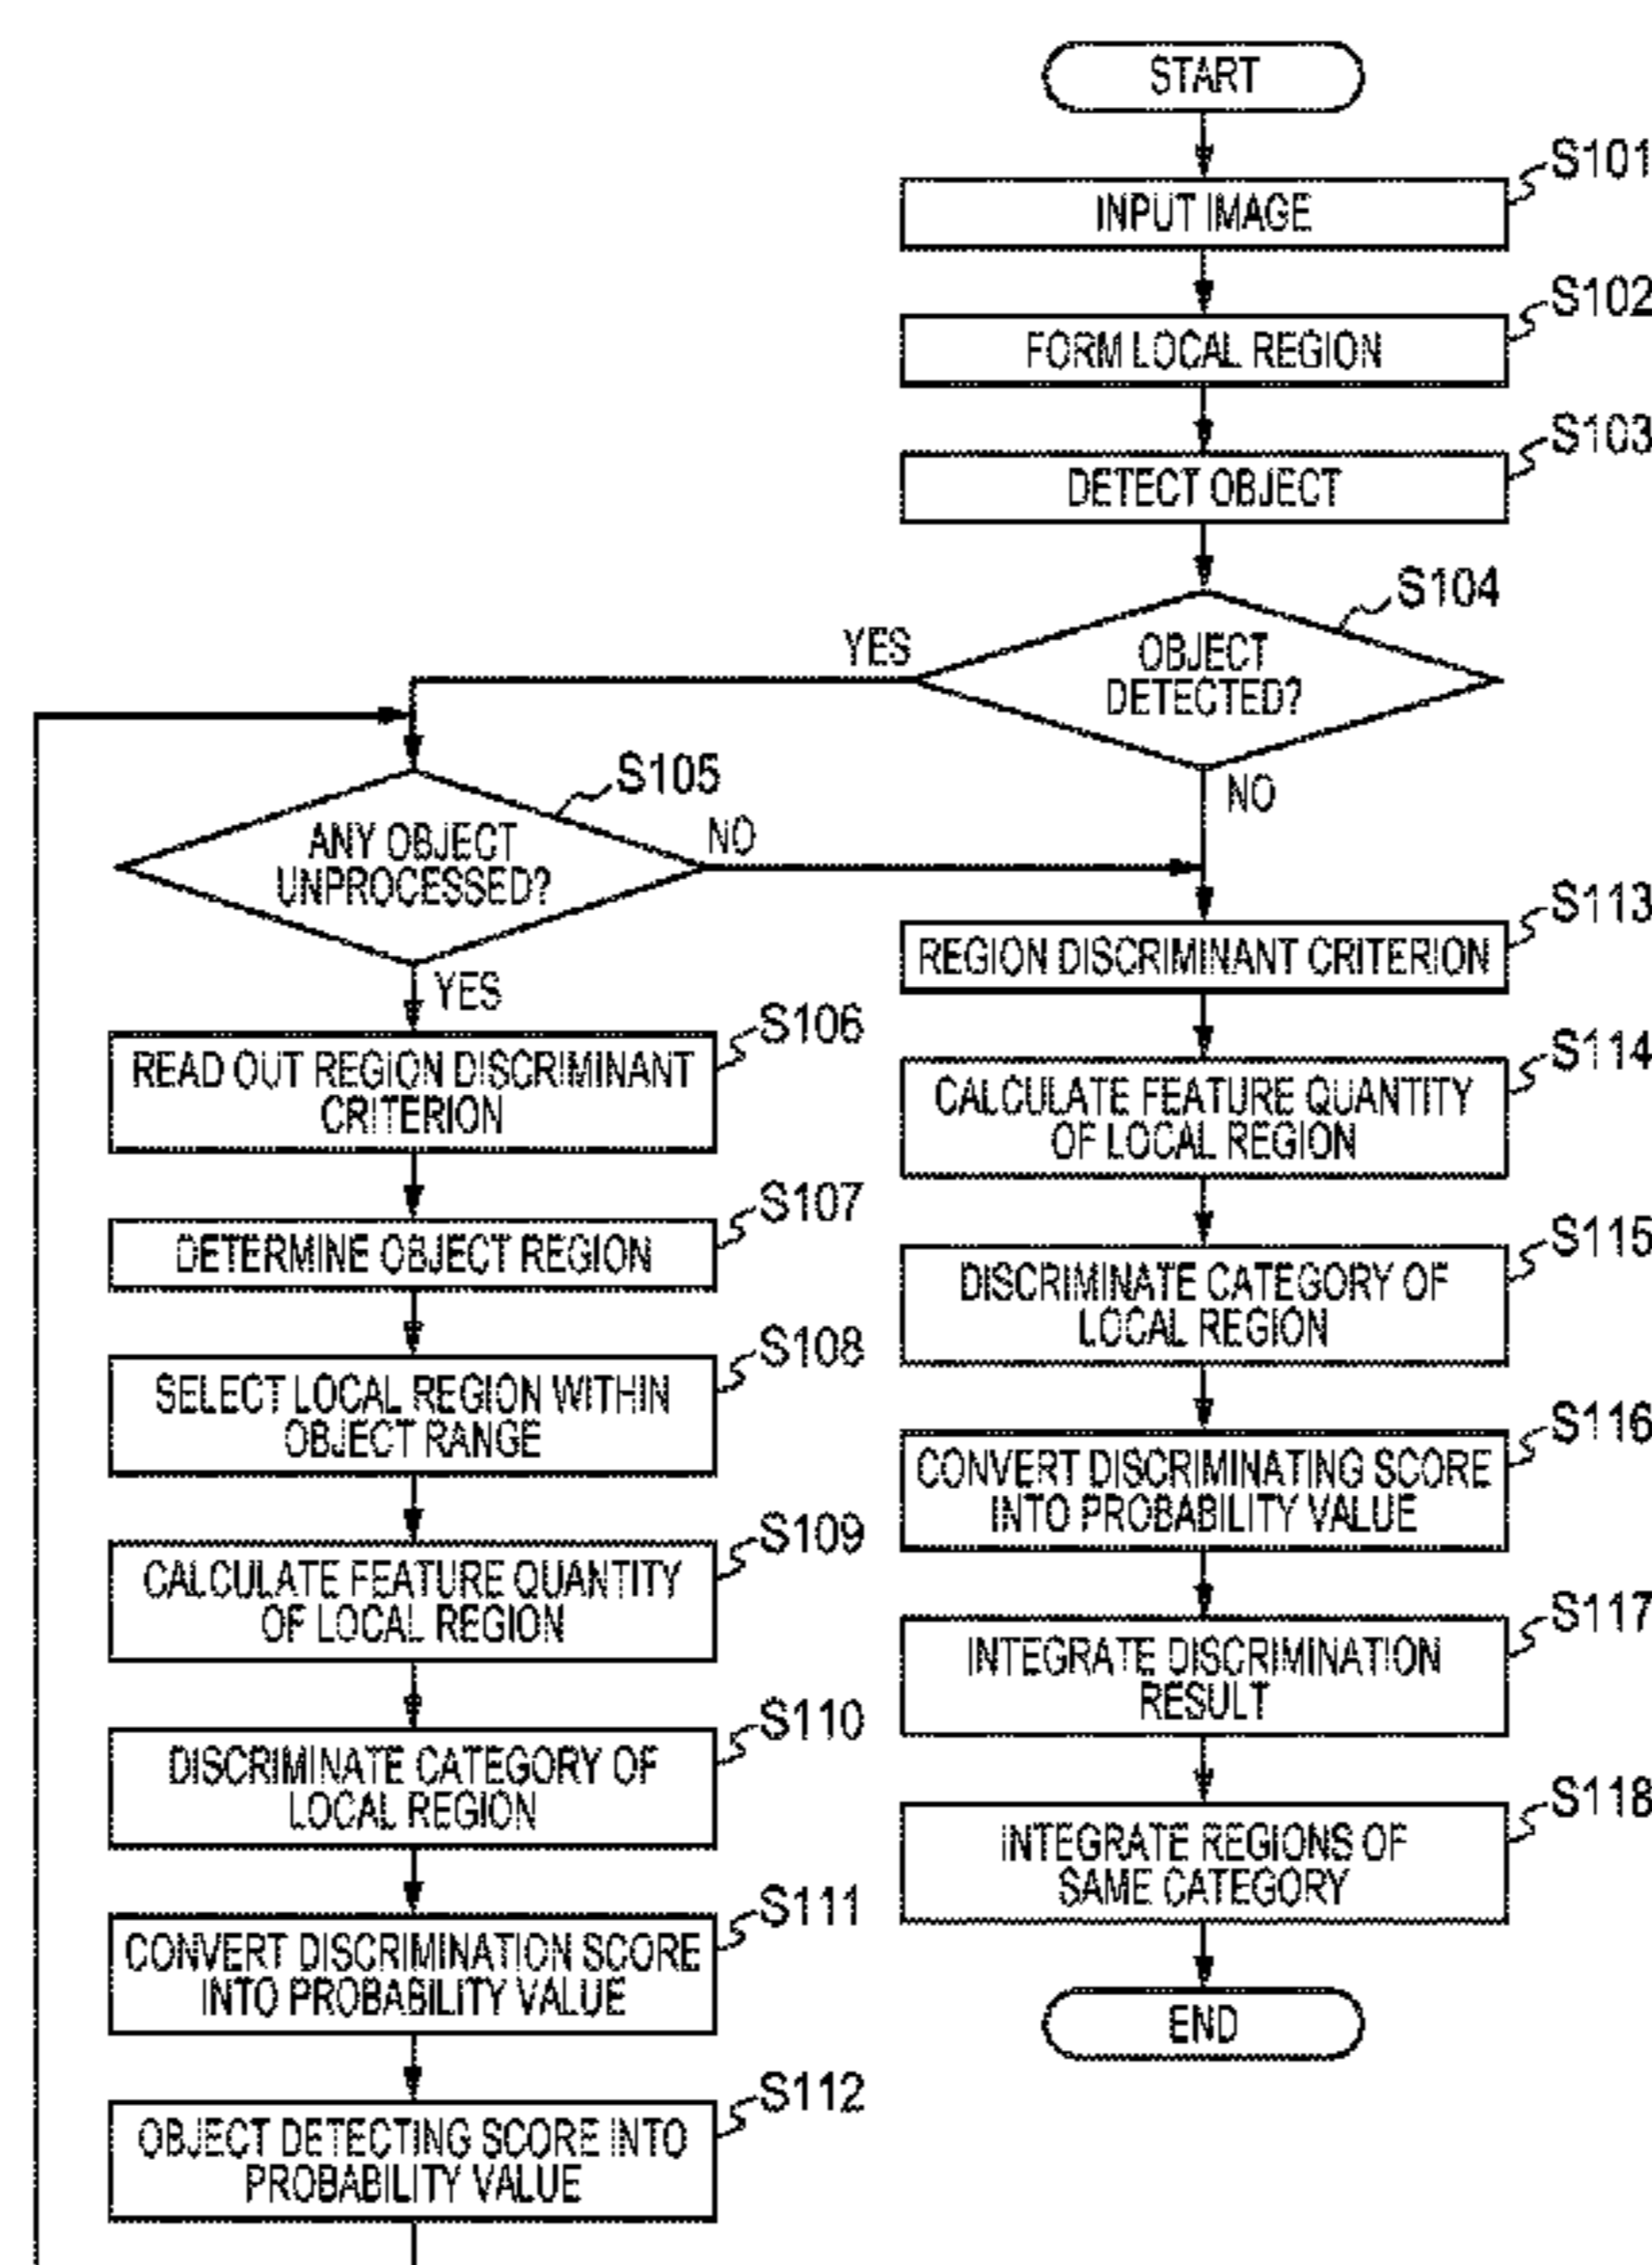 START
S101
INPUT IMAGE
S102
FORM LOCAL REGION
S103
DETECT OBJECT
S104
OBJECT
DETECTED?
YES
NO
S105
ANY OBJECT
UNPROCESSED?
NO
YES
S106
READ OUT REGION DISCRIMINANT
CRITERION
S107
DETERMINE OBJECT REGION
S108
SELECT LOCAL REGION WITHIN
OBJECT RANGE
S109
CALCULATE FEATURE QUANTITY
OF LOCAL REGION
S110
DISCRIMINATE CATEGORY OF
LOCAL REGION
S111
CONVERT DISCRIMINATION SCORE
INTO PROBABILITY VALUE
S112
OBJECT DETECTING SCORE INTO
PROBABILITY VALUE
S113
REGION DISCRIMINANT CRITERION
S114
CALCULATE FEATURE QUANTITY
OF LOCAL REGION
S115
DISCRIMINATE CATEGORY OF
LOCAL REGION
S116
CONVERT DISCRIMINATING SCORE
INTO PROBABILITY VALUE
S117
INTEGRATE DISCRIMINATION
RESULT
S118
INTEGRATE REGIONS OF
SAME CATEGORY
END